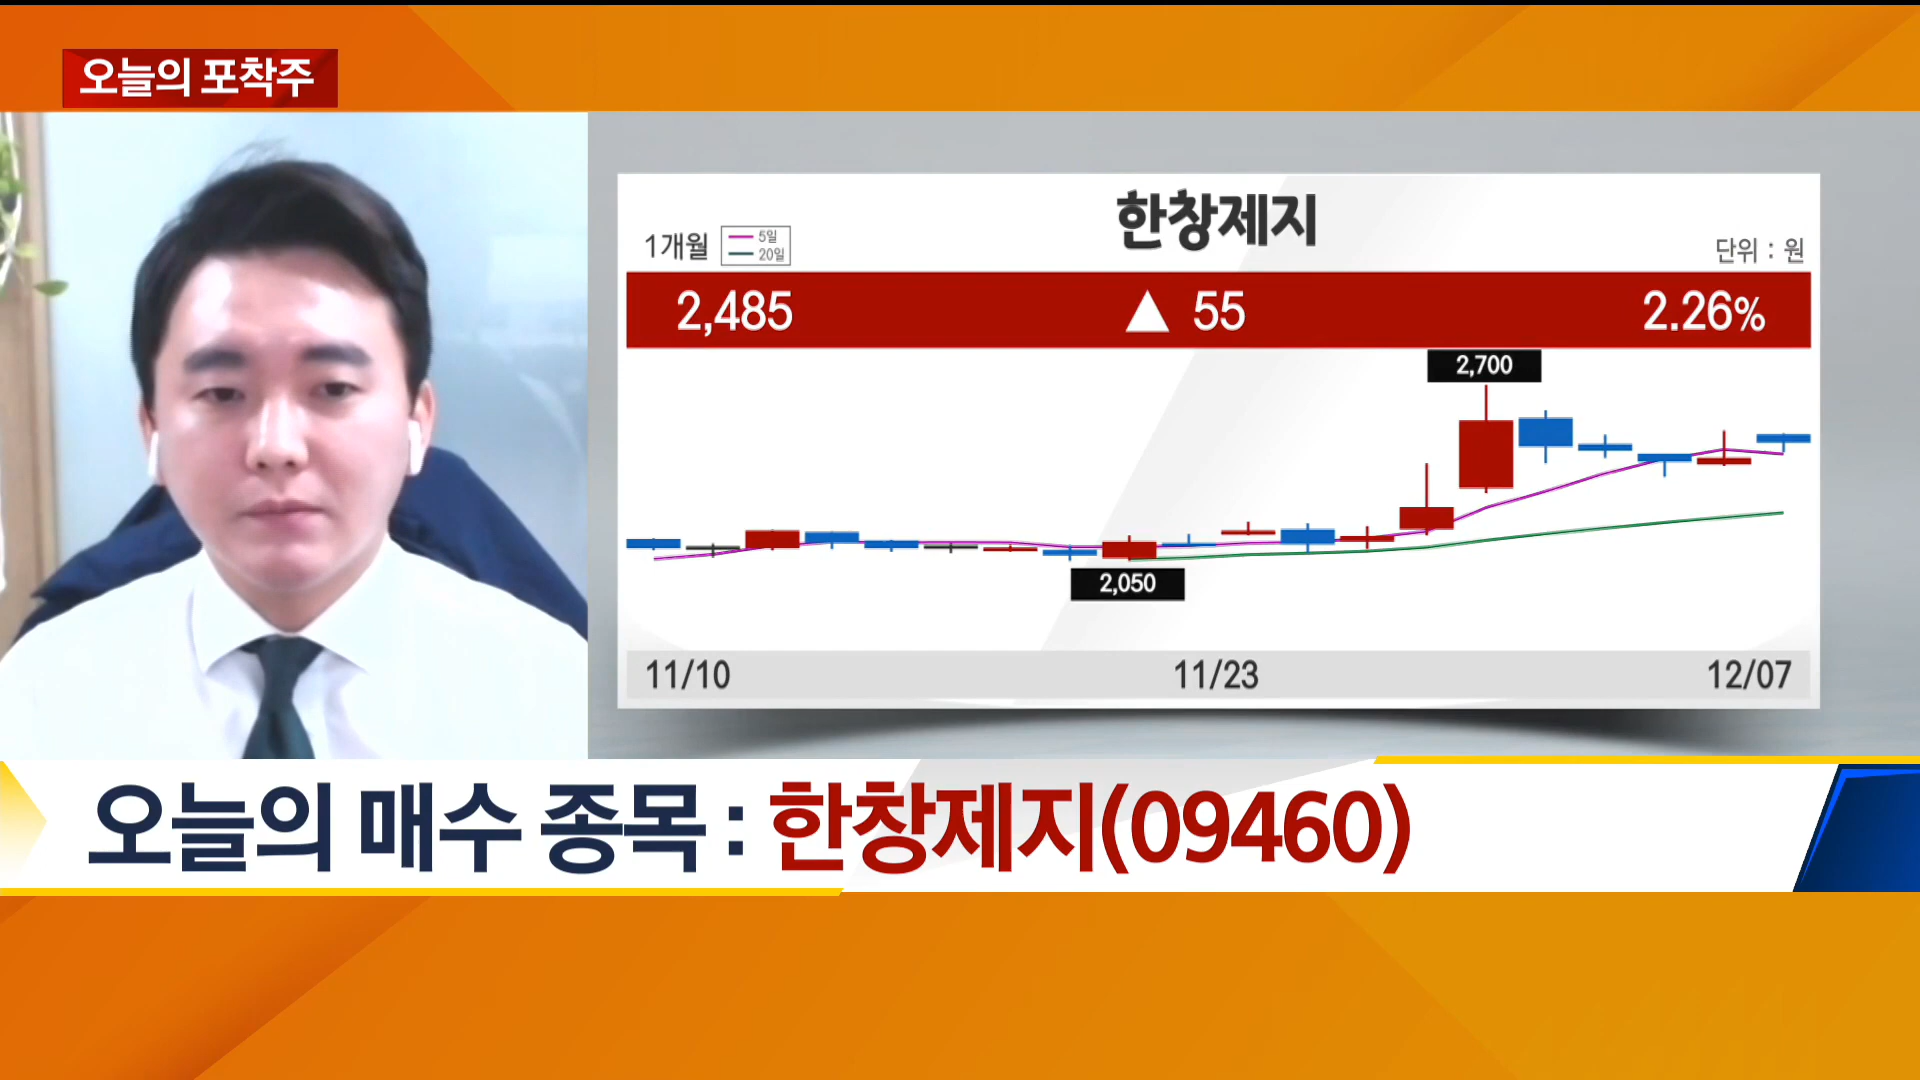 오늘의 포착주
한창제지
1개월
5일
20일
단위 : 원
2,485 ▲ 55 2.26%
2,700
2,050
11/10 11/23 12/07
오늘의 매수 종목 : 한창제지(09460)